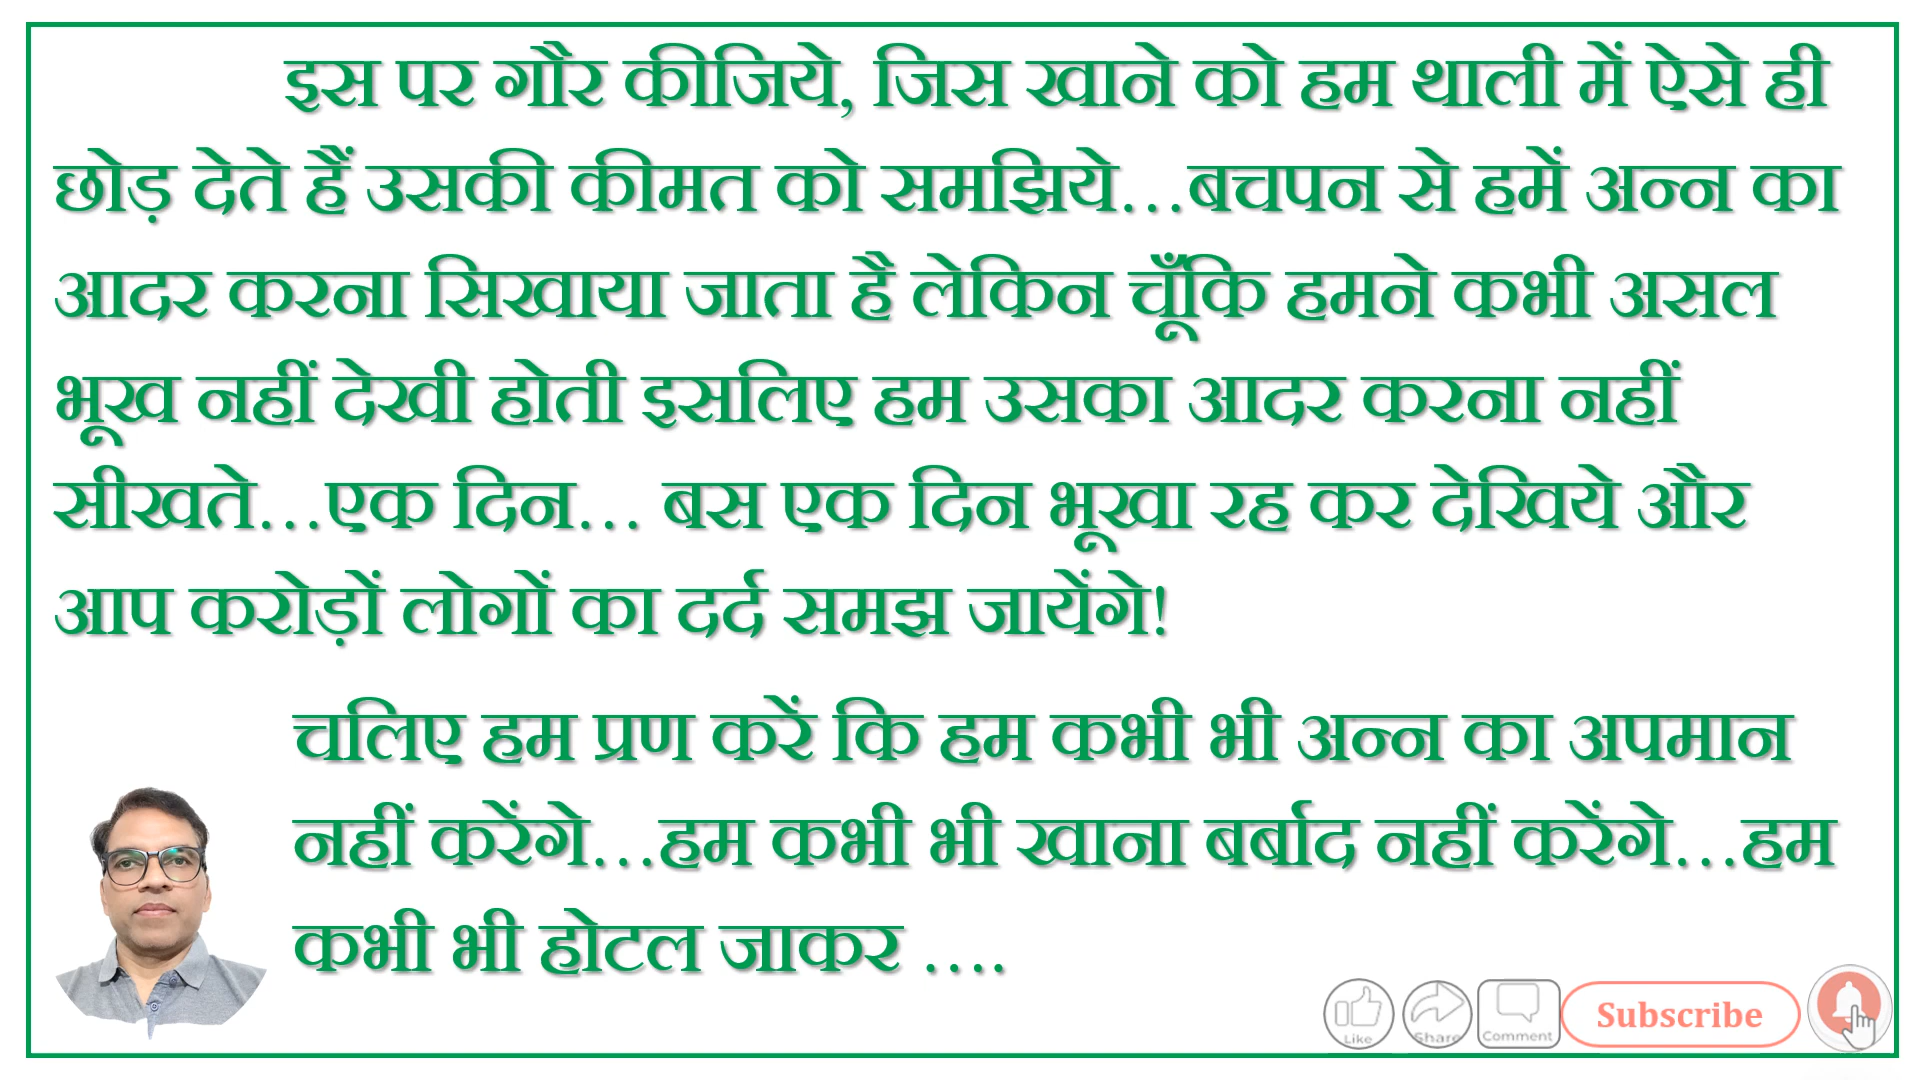 इस पर गौर कीजिये, जिस खाने को हम थाली में ऐसे ही
छोड़ देते हैं उसकी कीमत को समझिये...बचपन से हमें अन्न का
आदर करना सिखाया जाता है लेकिन चूँकि हमने कभी असल
भूख नहीं देखी होती इसलिए हम उसका आदर करना नहीं
सीखते...एक दिन... बस एक दिन भूखा रह कर देखिये और
आप करोड़ों लोगों का दर्द समझ जायेंगे!
चलिए हम प्रण करें कि हम कभी भी अन्न का अपमान
नहीं करेंगे...हम कभी भी खाना बर्बाद नहीं करेंगे...हम
कभी भी होटल जाकर ....
Like Share Comment Subscribe